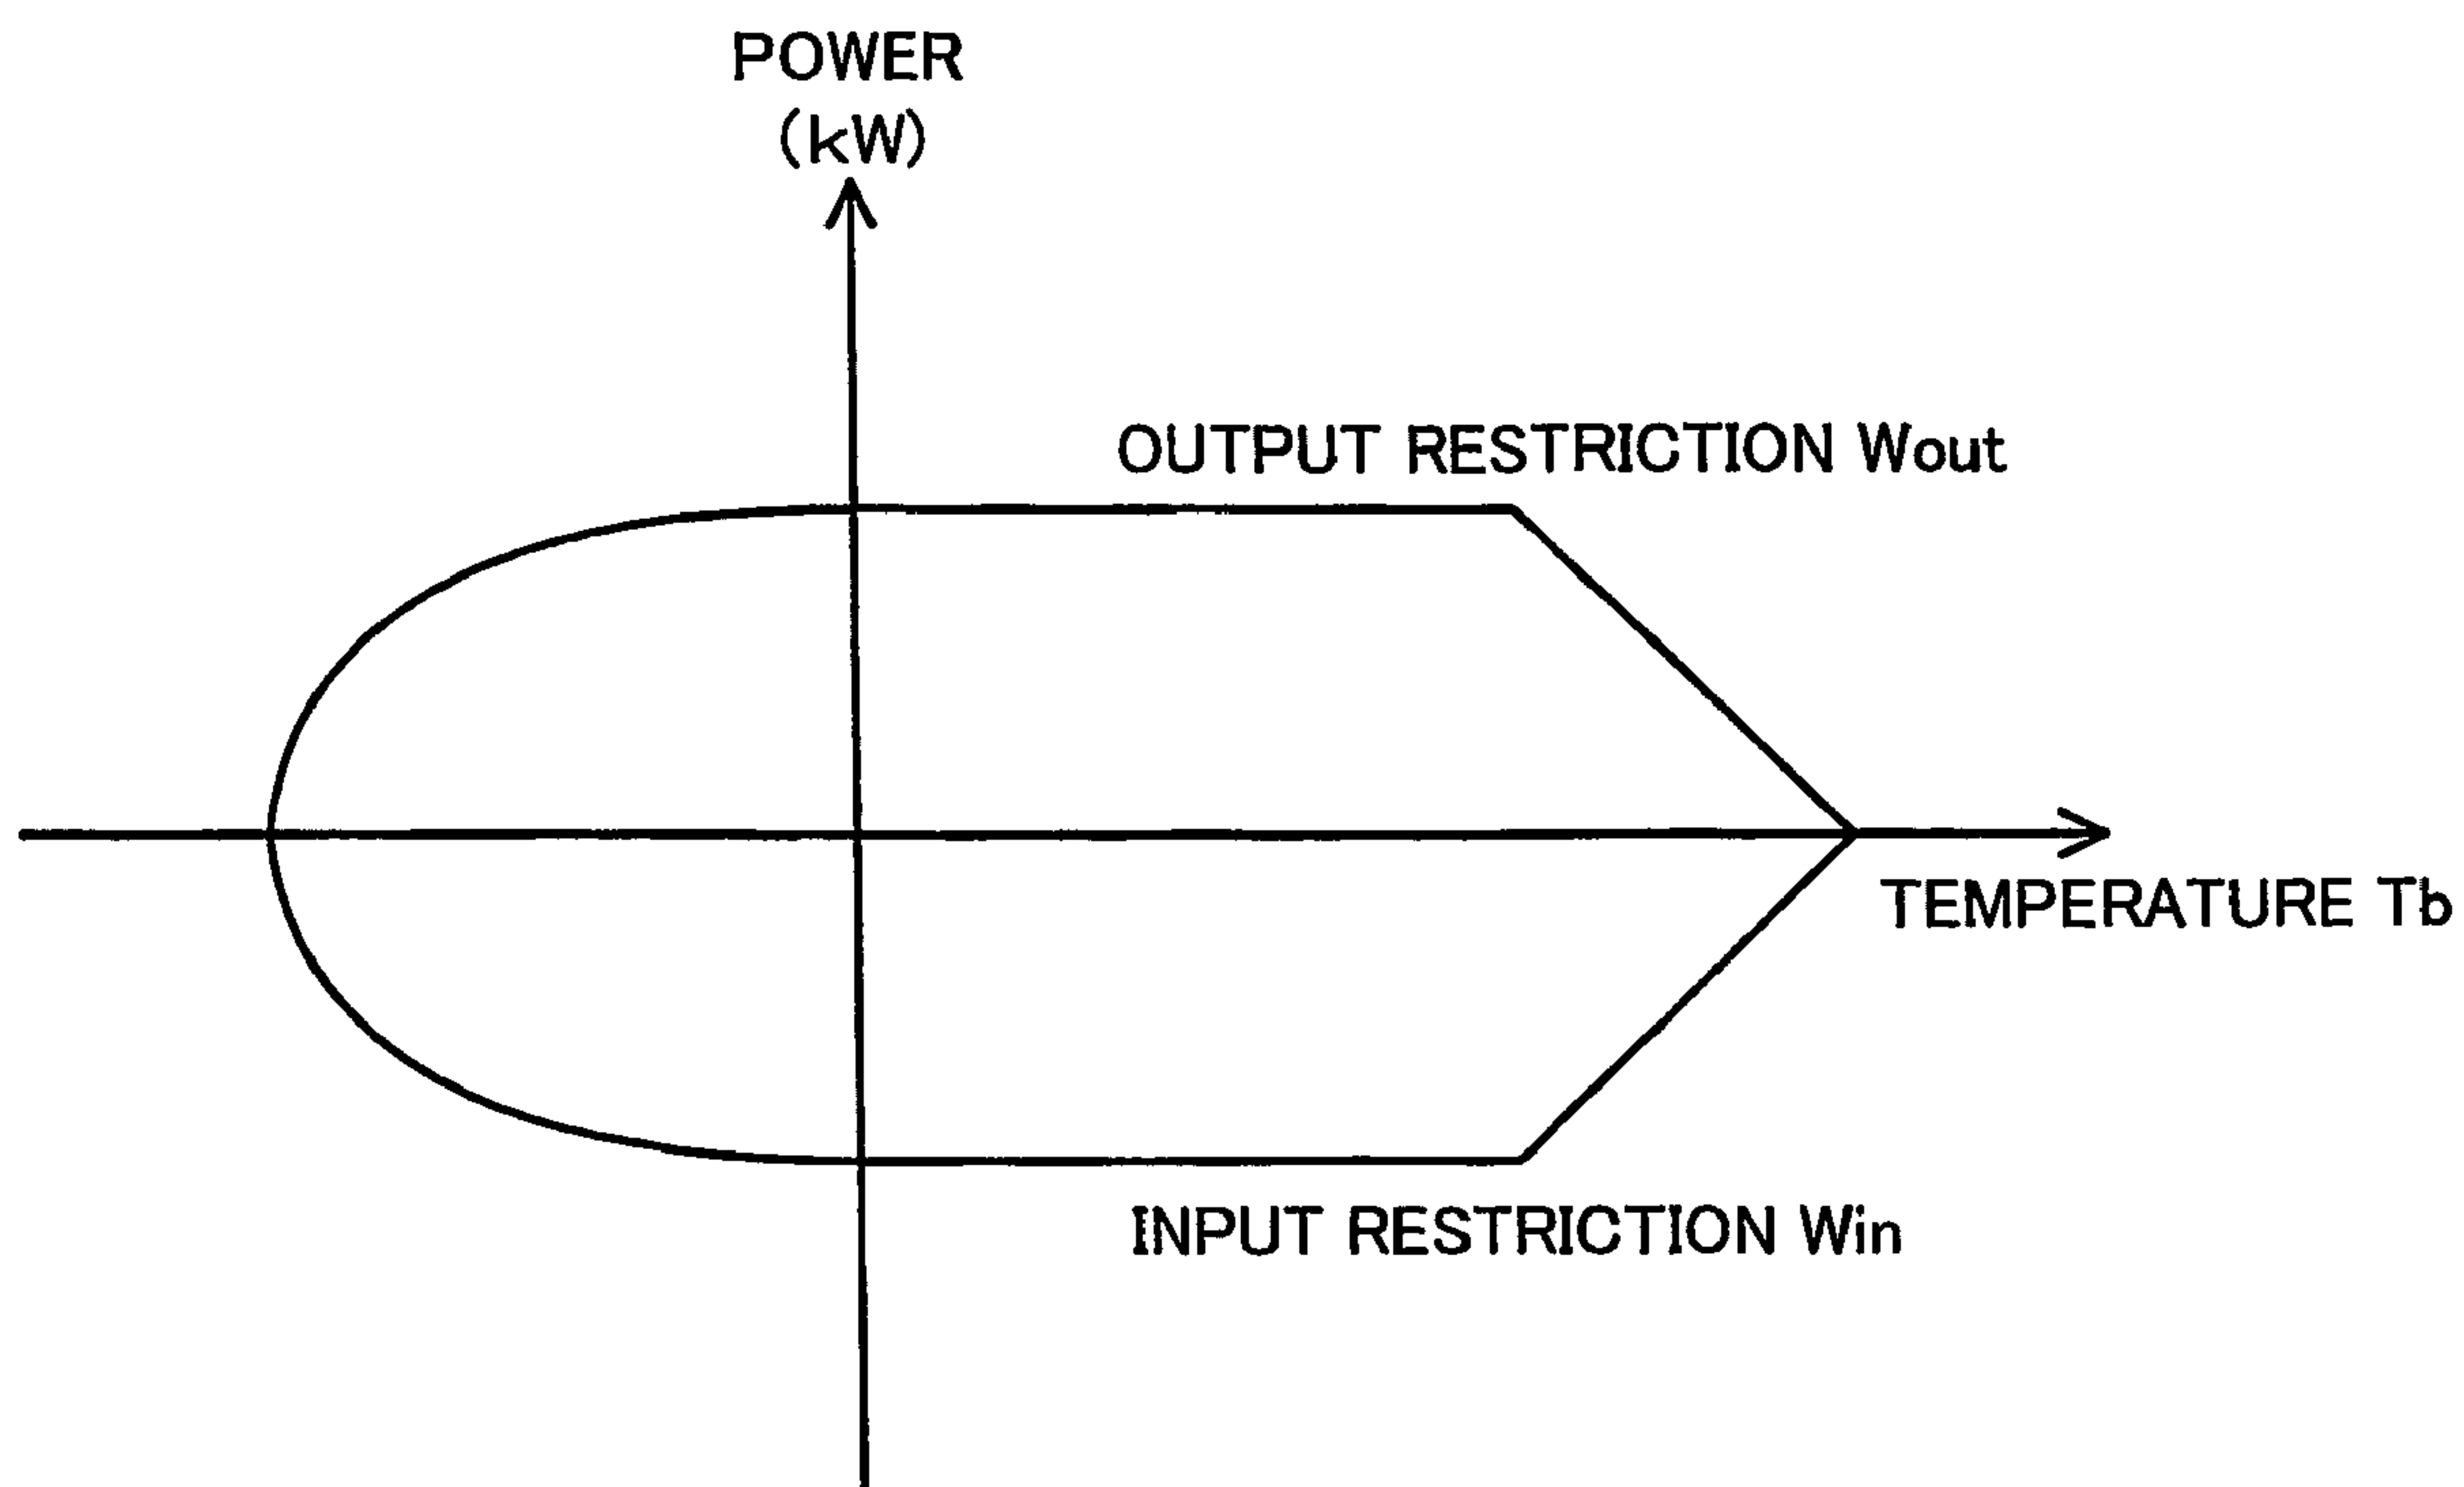 POWER
(kW)
OUTPUT RESTRICTION Wout
TEMPERATURE Tb
INPUT RESTRICTION Win